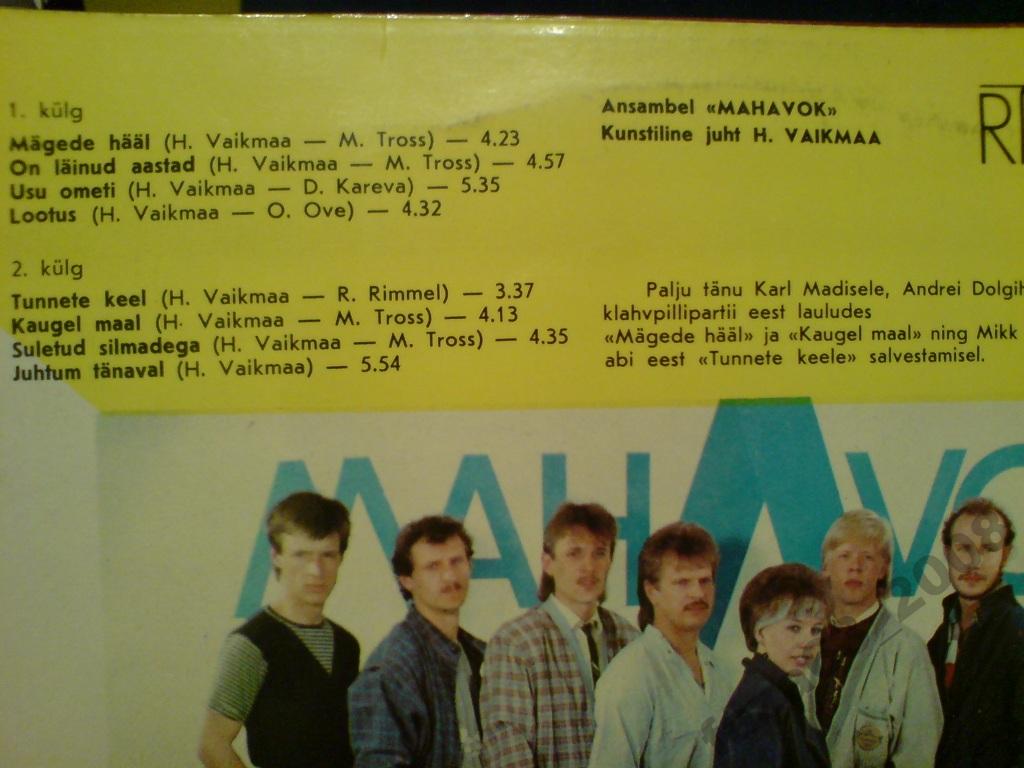 1. külg
Mägede hääl (H. Vaikmaa — M. Tross) — 4.23
On läinud aastad (H. Vaikmaa — M. Tross) — 4.57
Usu ometi (H. Vaikmaa — D. Kareva) — 5.35
Lootus (H. Vaikmaa — O. Ove) — 4.32
2. külg
Tunnete keel (H. Vaikmaa — R. Rimmel) — 3.37
Kaugel maal (H. Vaikmaa — M. Tross) — 4.13
Suletud silmadega (H. Vaikmaa — M. Tross) — 4.35
Juhtum tänaval (H. Vaikmaa) — 5.54
Ansambel «MAHAVOK»
Kunstiline juht H. VAIKMAA
Palju tänu Karl Madisele, Andrei Dolgih
klahvpillipartii eest lauludes
«Mägede hääl» ja «Kaugel maal» ning Mikk
abi eest «Tunnete keele» salvestamisel.
MAHAVO
2008